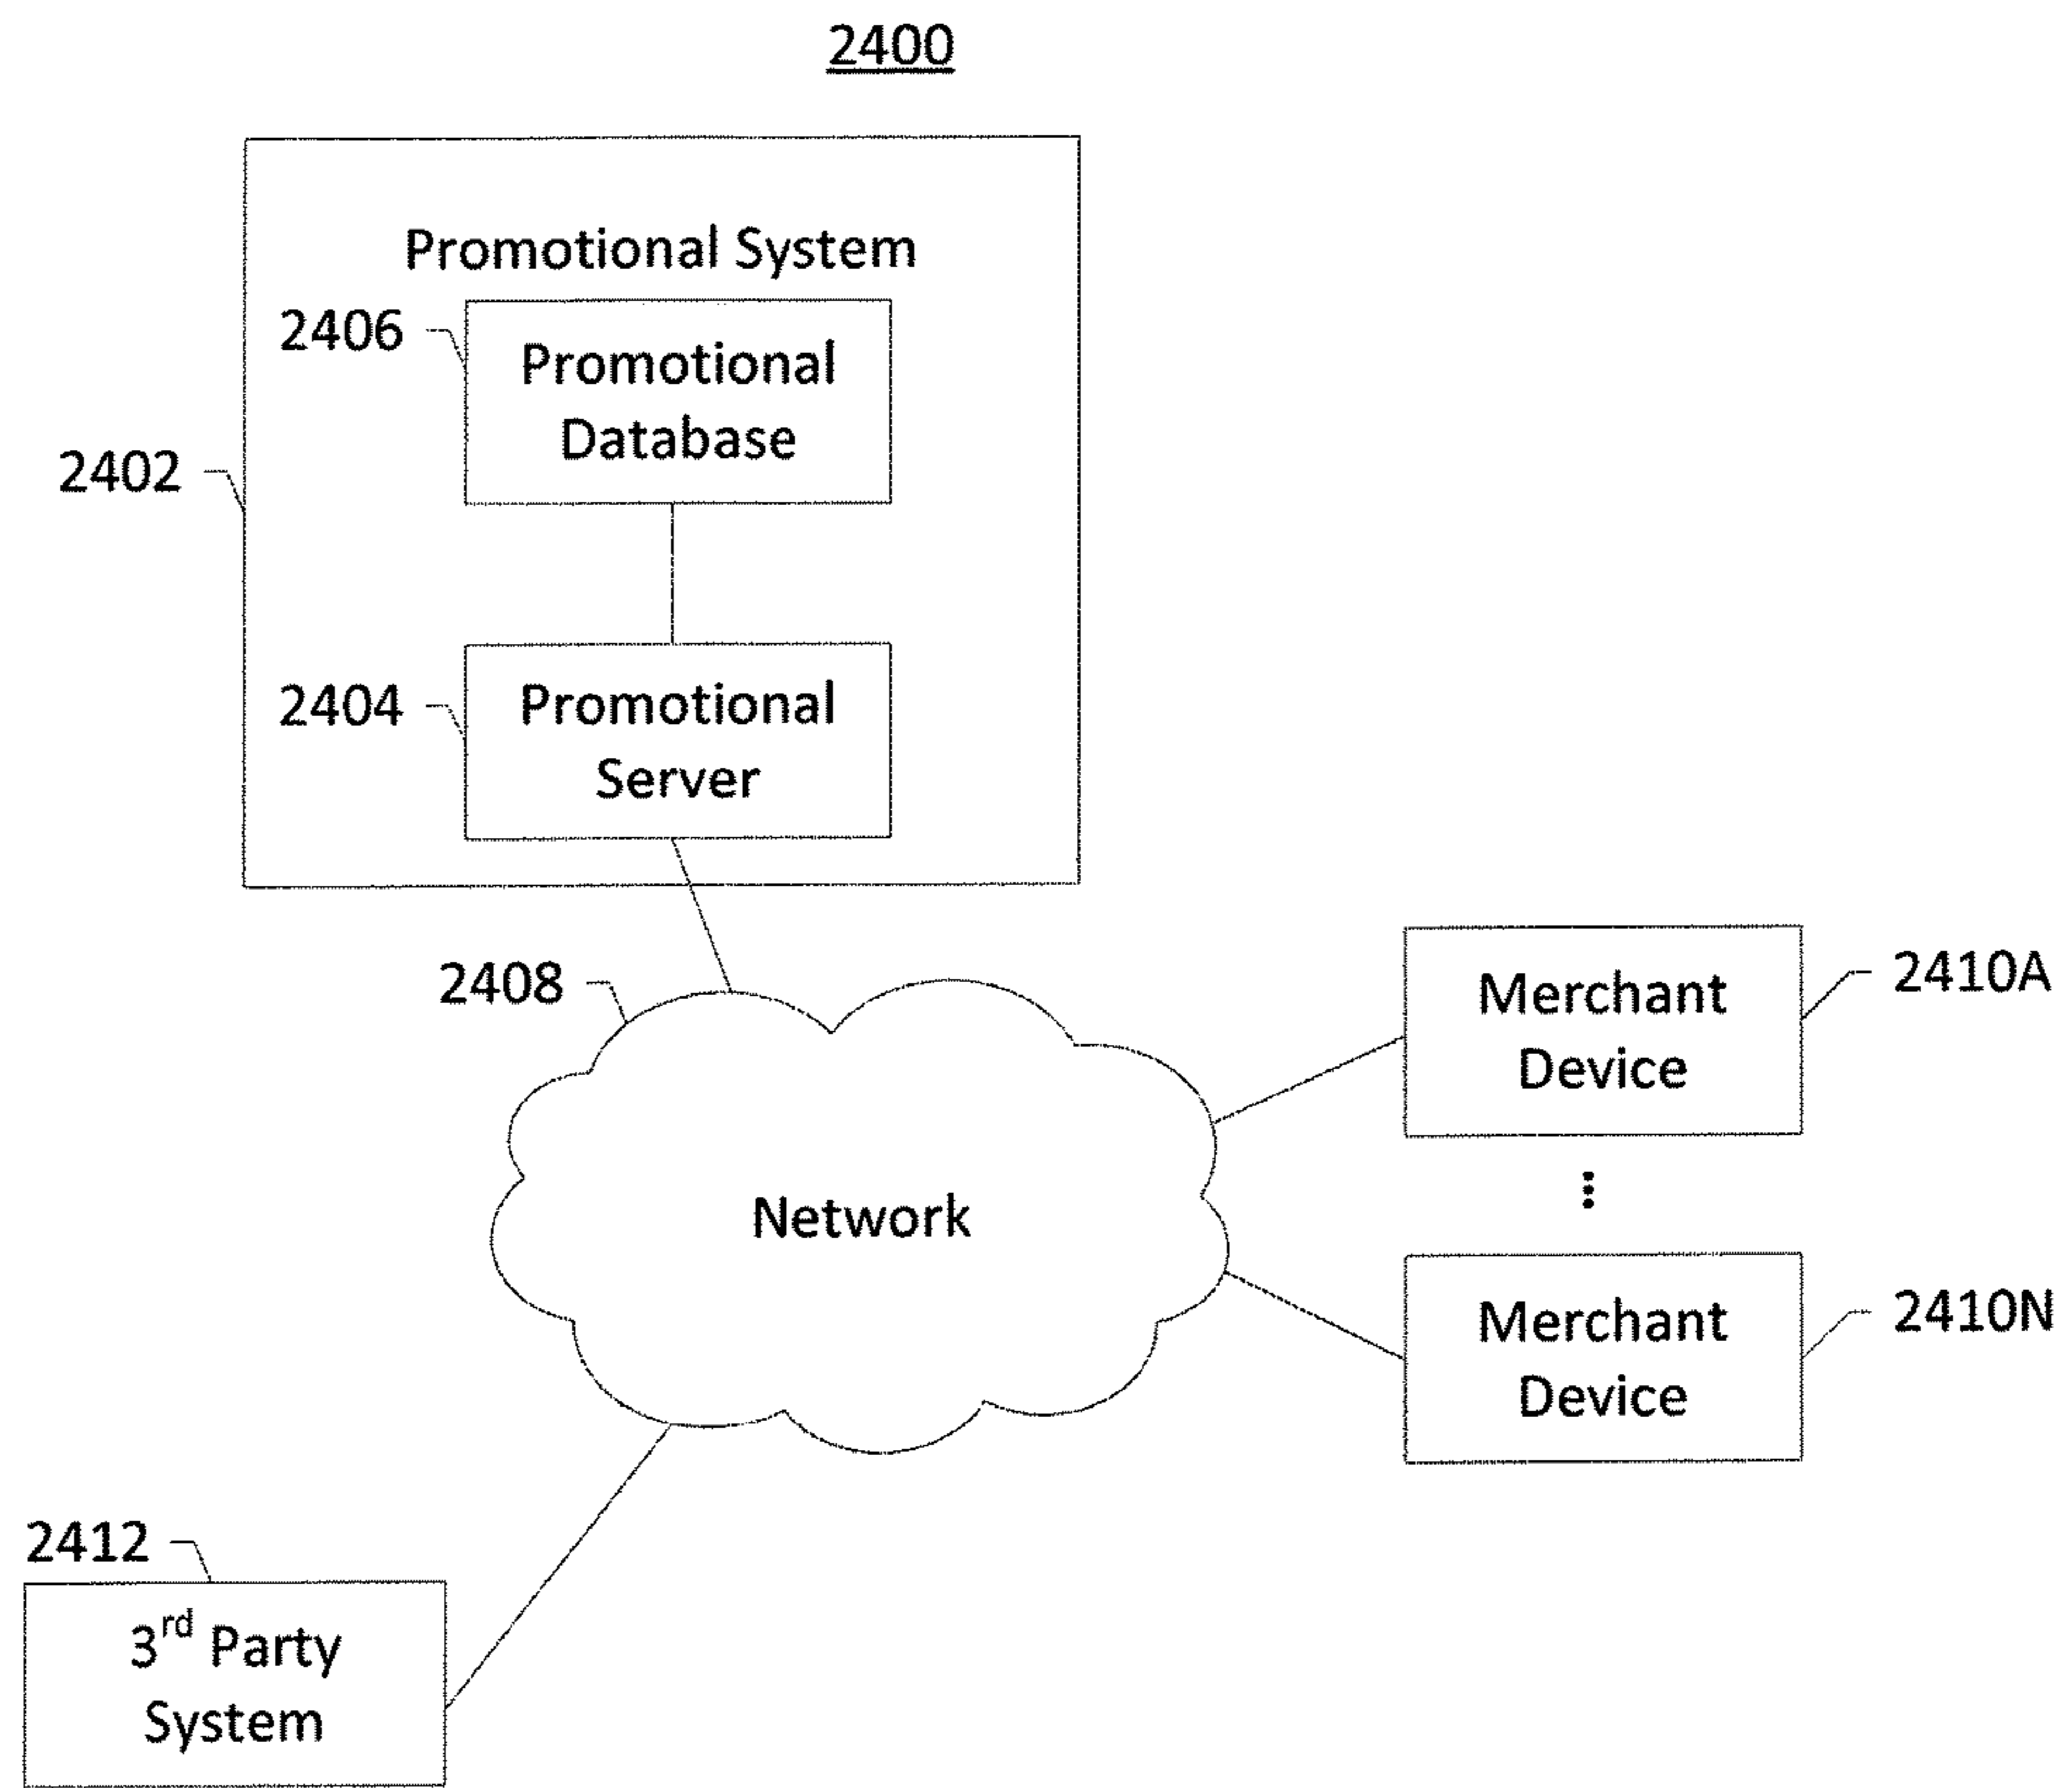 2400
Promotional System
2406
Promotional
Database
2402
2404
Promotional
Server
2408
Merchant
Device
2410A
⋮
Network
Merchant
Device
2410N
2412
3rd Party
System